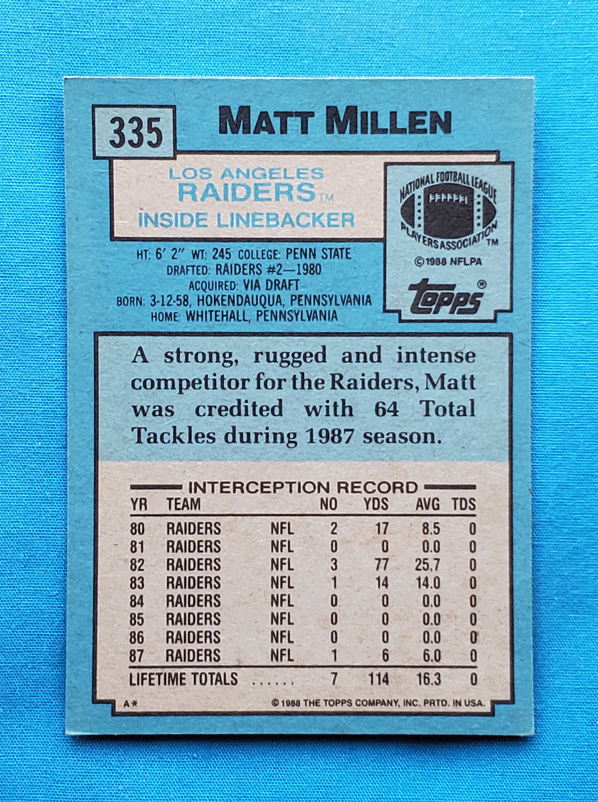 335
MATT MILLEN
LOS ANGELES
RAIDERS™
INSIDE LINEBACKER
NATIONAL FOOTBALL LEAGUE
PLAYERS ASSOCIATION™
©1988 NFLPA
topps®
HT: 6' 2" WT: 245 COLLEGE: PENN STATE
DRAFTED: RAIDERS #2—1980
ACQUIRED: VIA DRAFT
BORN: 3-12-58, HOKENDAUQUA, PENNSYLVANIA
HOME: WHITEHALL, PENNSYLVANIA
A strong, rugged and intense
competitor for the Raiders, Matt
was credited with 64 Total
Tackles during 1987 season.
INTERCEPTION RECORD
YR TEAM NO YDS AVG TDS
80 RAIDERS NFL 2 17 8.5 0
81 RAIDERS NFL 0 0 0.0 0
82 RAIDERS NFL 3 77 25.7 0
83 RAIDERS NFL 1 14 14.0 0
84 RAIDERS NFL 0 0 0.0 0
85 RAIDERS NFL 0 0 0.0 0
86 RAIDERS NFL 0 0 0.0 0
87 RAIDERS NFL 1 6 6.0 0
LIFETIME TOTALS ...... 7 114 16.3 0
A* ©1988 THE TOPPS COMPANY, INC. PRTD. IN USA.